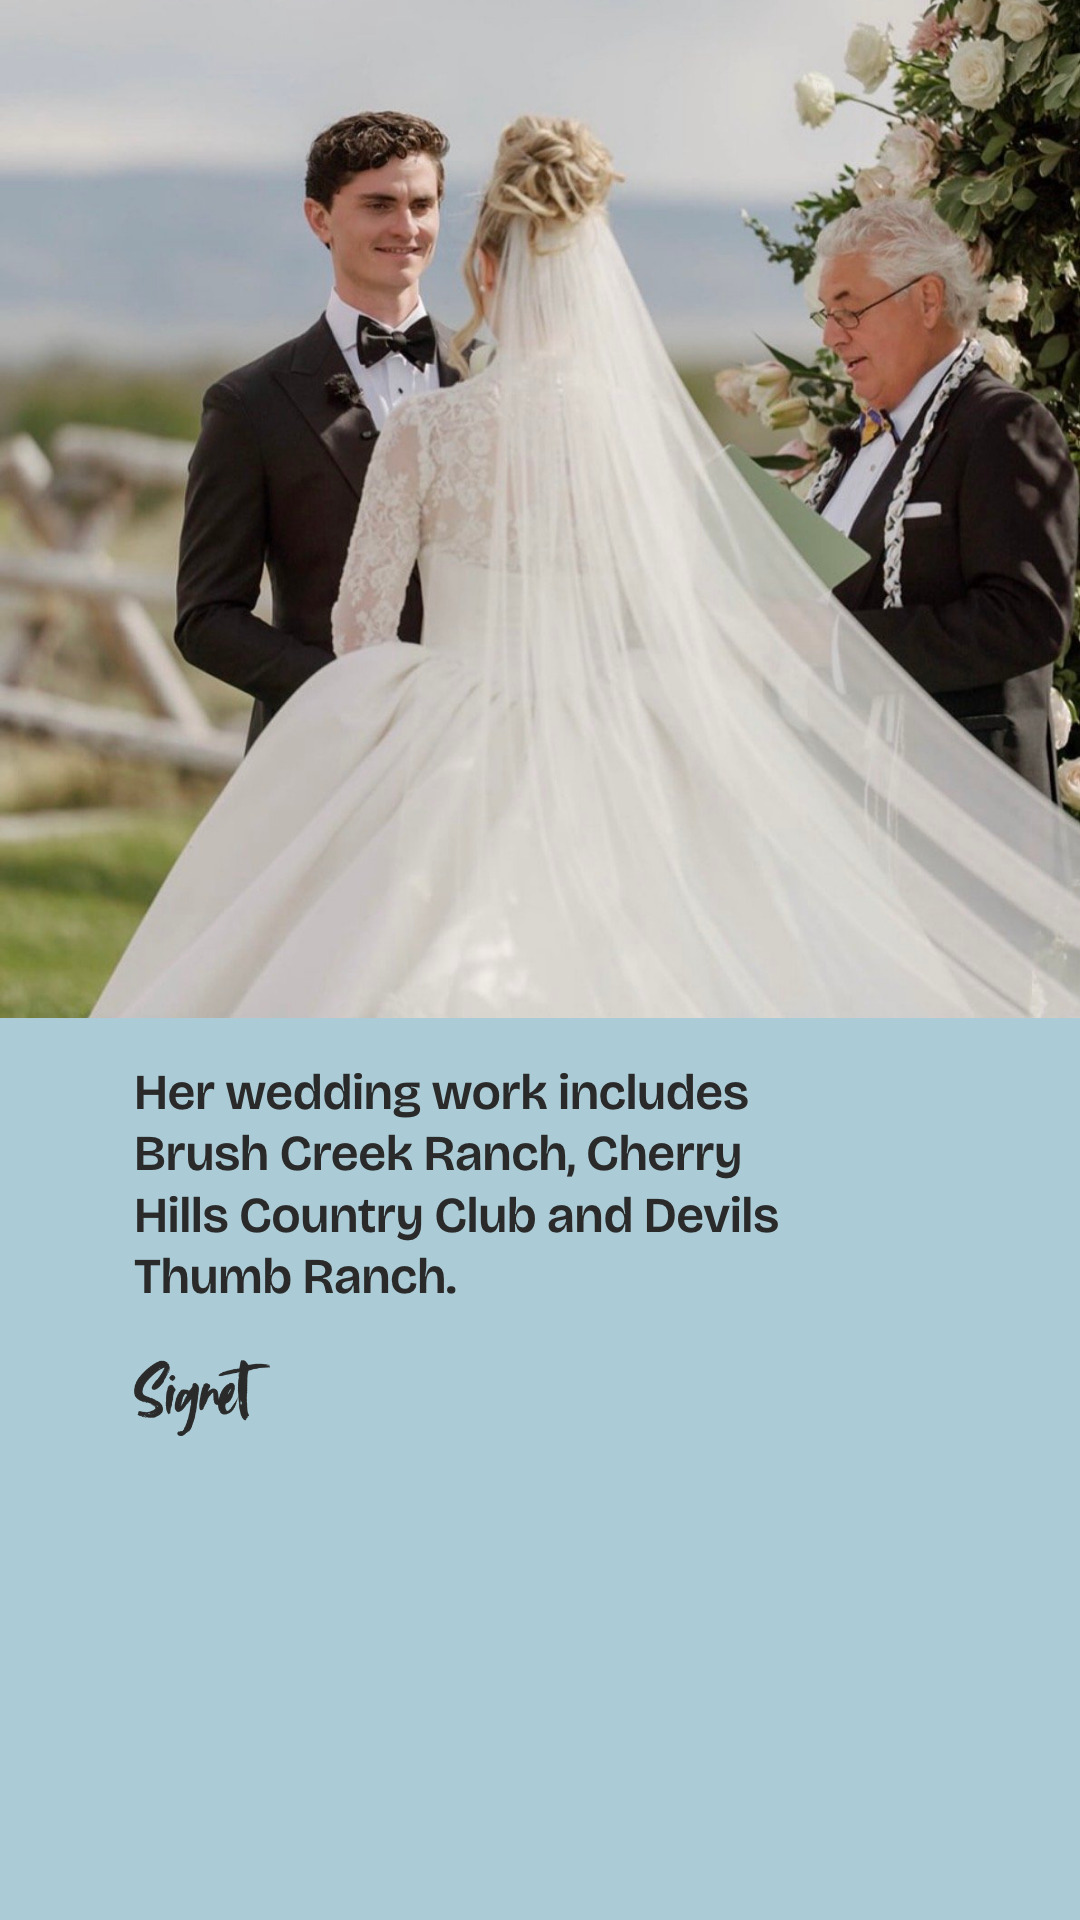 Her wedding work includes
Brush Creek Ranch, Cherry
Hills Country Club and Devils
Thumb Ranch.
Signet